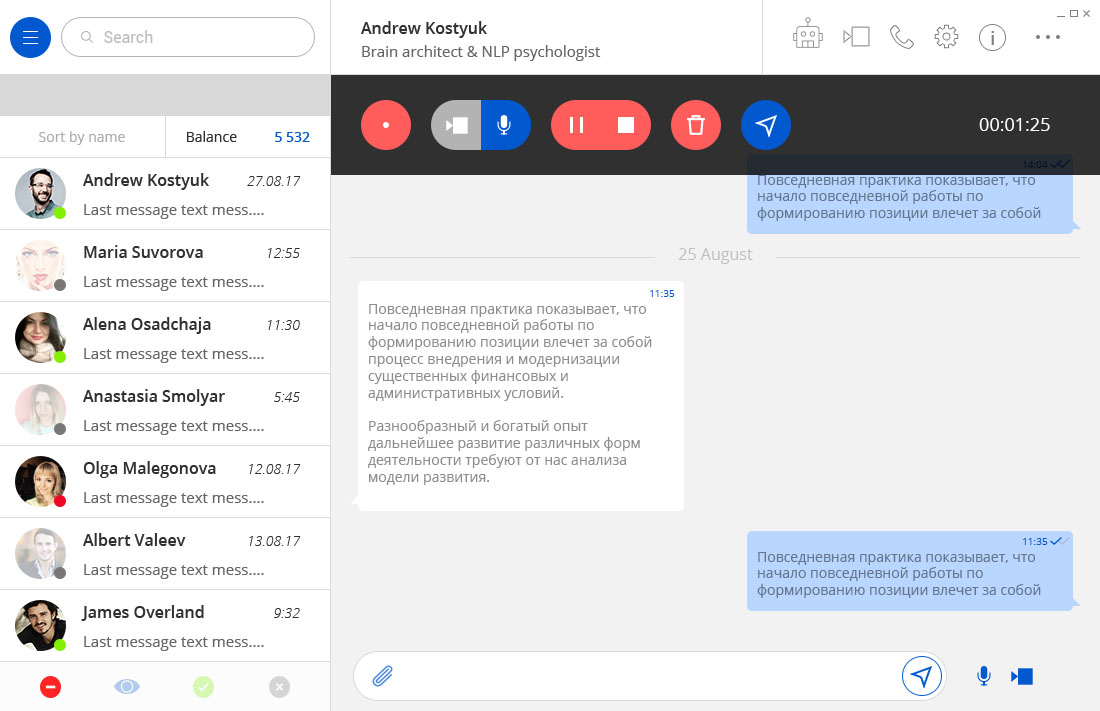 Search
Andrew Kostyuk
Brain architect & NLP psychologist
Sort by name
Balance 5 532
00:01:25
Andrew Kostyuk 27.08.17
Last message text mess....
Maria Suvorova 12:55
Last message text mess....
Alena Osadchaja 11:30
Last message text mess....
Anastasia Smolyar 5:45
Last message text mess....
Olga Malegonova 12.08.17
Last message text mess....
Albert Valeev 13.08.17
Last message text mess....
James Overland 9:32
Last message text mess....
14:04
Повседневная практика показывает, что
начало повседневной работы по
формированию позиции влечет за собой
25 August
11:35
Повседневная практика показывает, что
начало повседневной работы по
формированию позиции влечет за собой
процесс внедрения и модернизации
существенных финансовых и
административных условий.
Разнообразный и богатый опыт
дальнейшее развитие различных форм
деятельности требуют от нас анализа
модели развития.
11:35
Повседневная практика показывает, что
начало повседневной работы по
формированию позиции влечет за собой